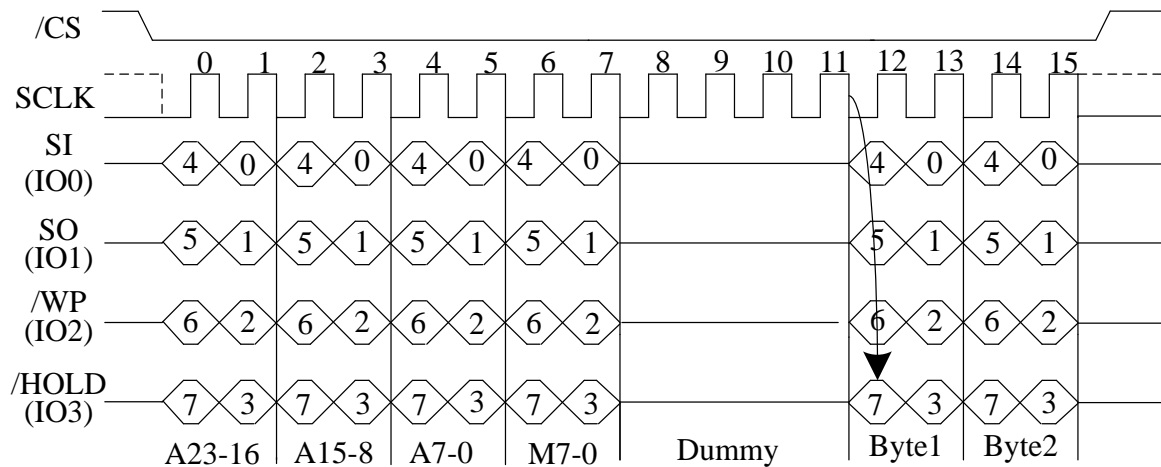 /CS
0 1 2 3 4 5 6 7 8 9 10 11 12 13 14 15
SCLK
SI
(IO0)
4 0 4 0 4 0 4 0 4 0 4 0
SO
(IO1)
5 1 5 1 5 1 5 1 5 1 5 1
/WP
(IO2)
6 2 6 2 6 2 6 2 6 2 6 2
/HOLD
(IO3)
7 3 7 3 7 3 7 3 7 3 7 3
A23-16 A15-8 A7-0 M7-0 Dummy Byte1 Byte2